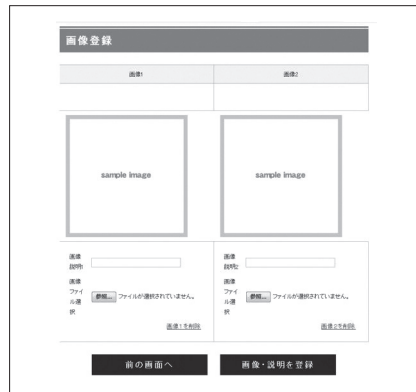 画像登録
画像1 画像2
sample image sample image
画像説明1 画像説明2
画像ファイル選択 参照... ファイルが選択されていません。 画像ファイル選択 参照... ファイルが選択されていません。
画像1を削除 画像2を削除
前の画面へ 画像・説明を登録